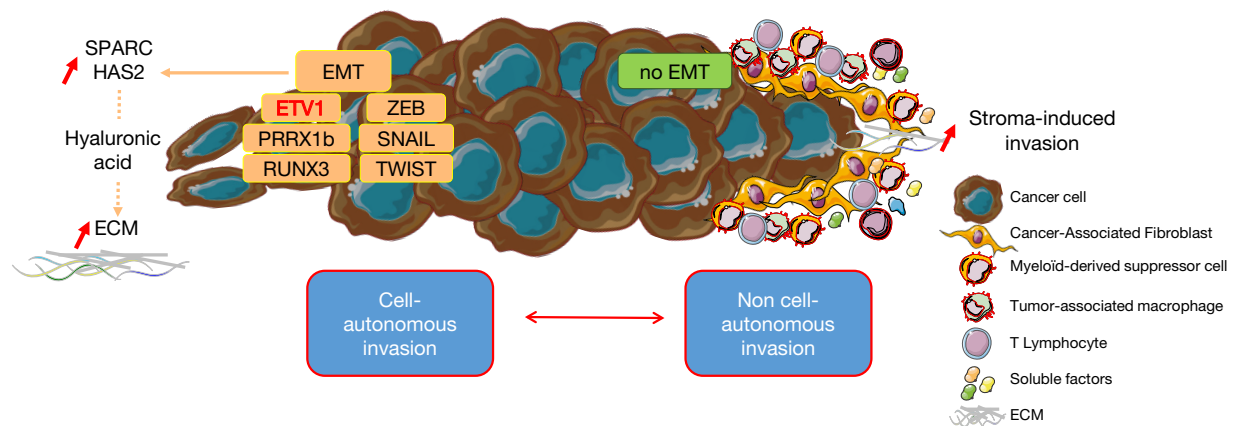 SPARC
HAS2
Hyaluronic
acid
ECM
EMT
ETV1
ZEB
PRRX1b
SNAIL
RUNX3
TWIST
no EMT
Stroma-induced
invasion
Cell-
autonomous
invasion
Non cell-
autonomous
invasion
Cancer cell
Cancer-Associated Fibroblast
Myeloïd-derived suppressor cell
Tumor-associated macrophage
T Lymphocyte
Soluble factors
ECM